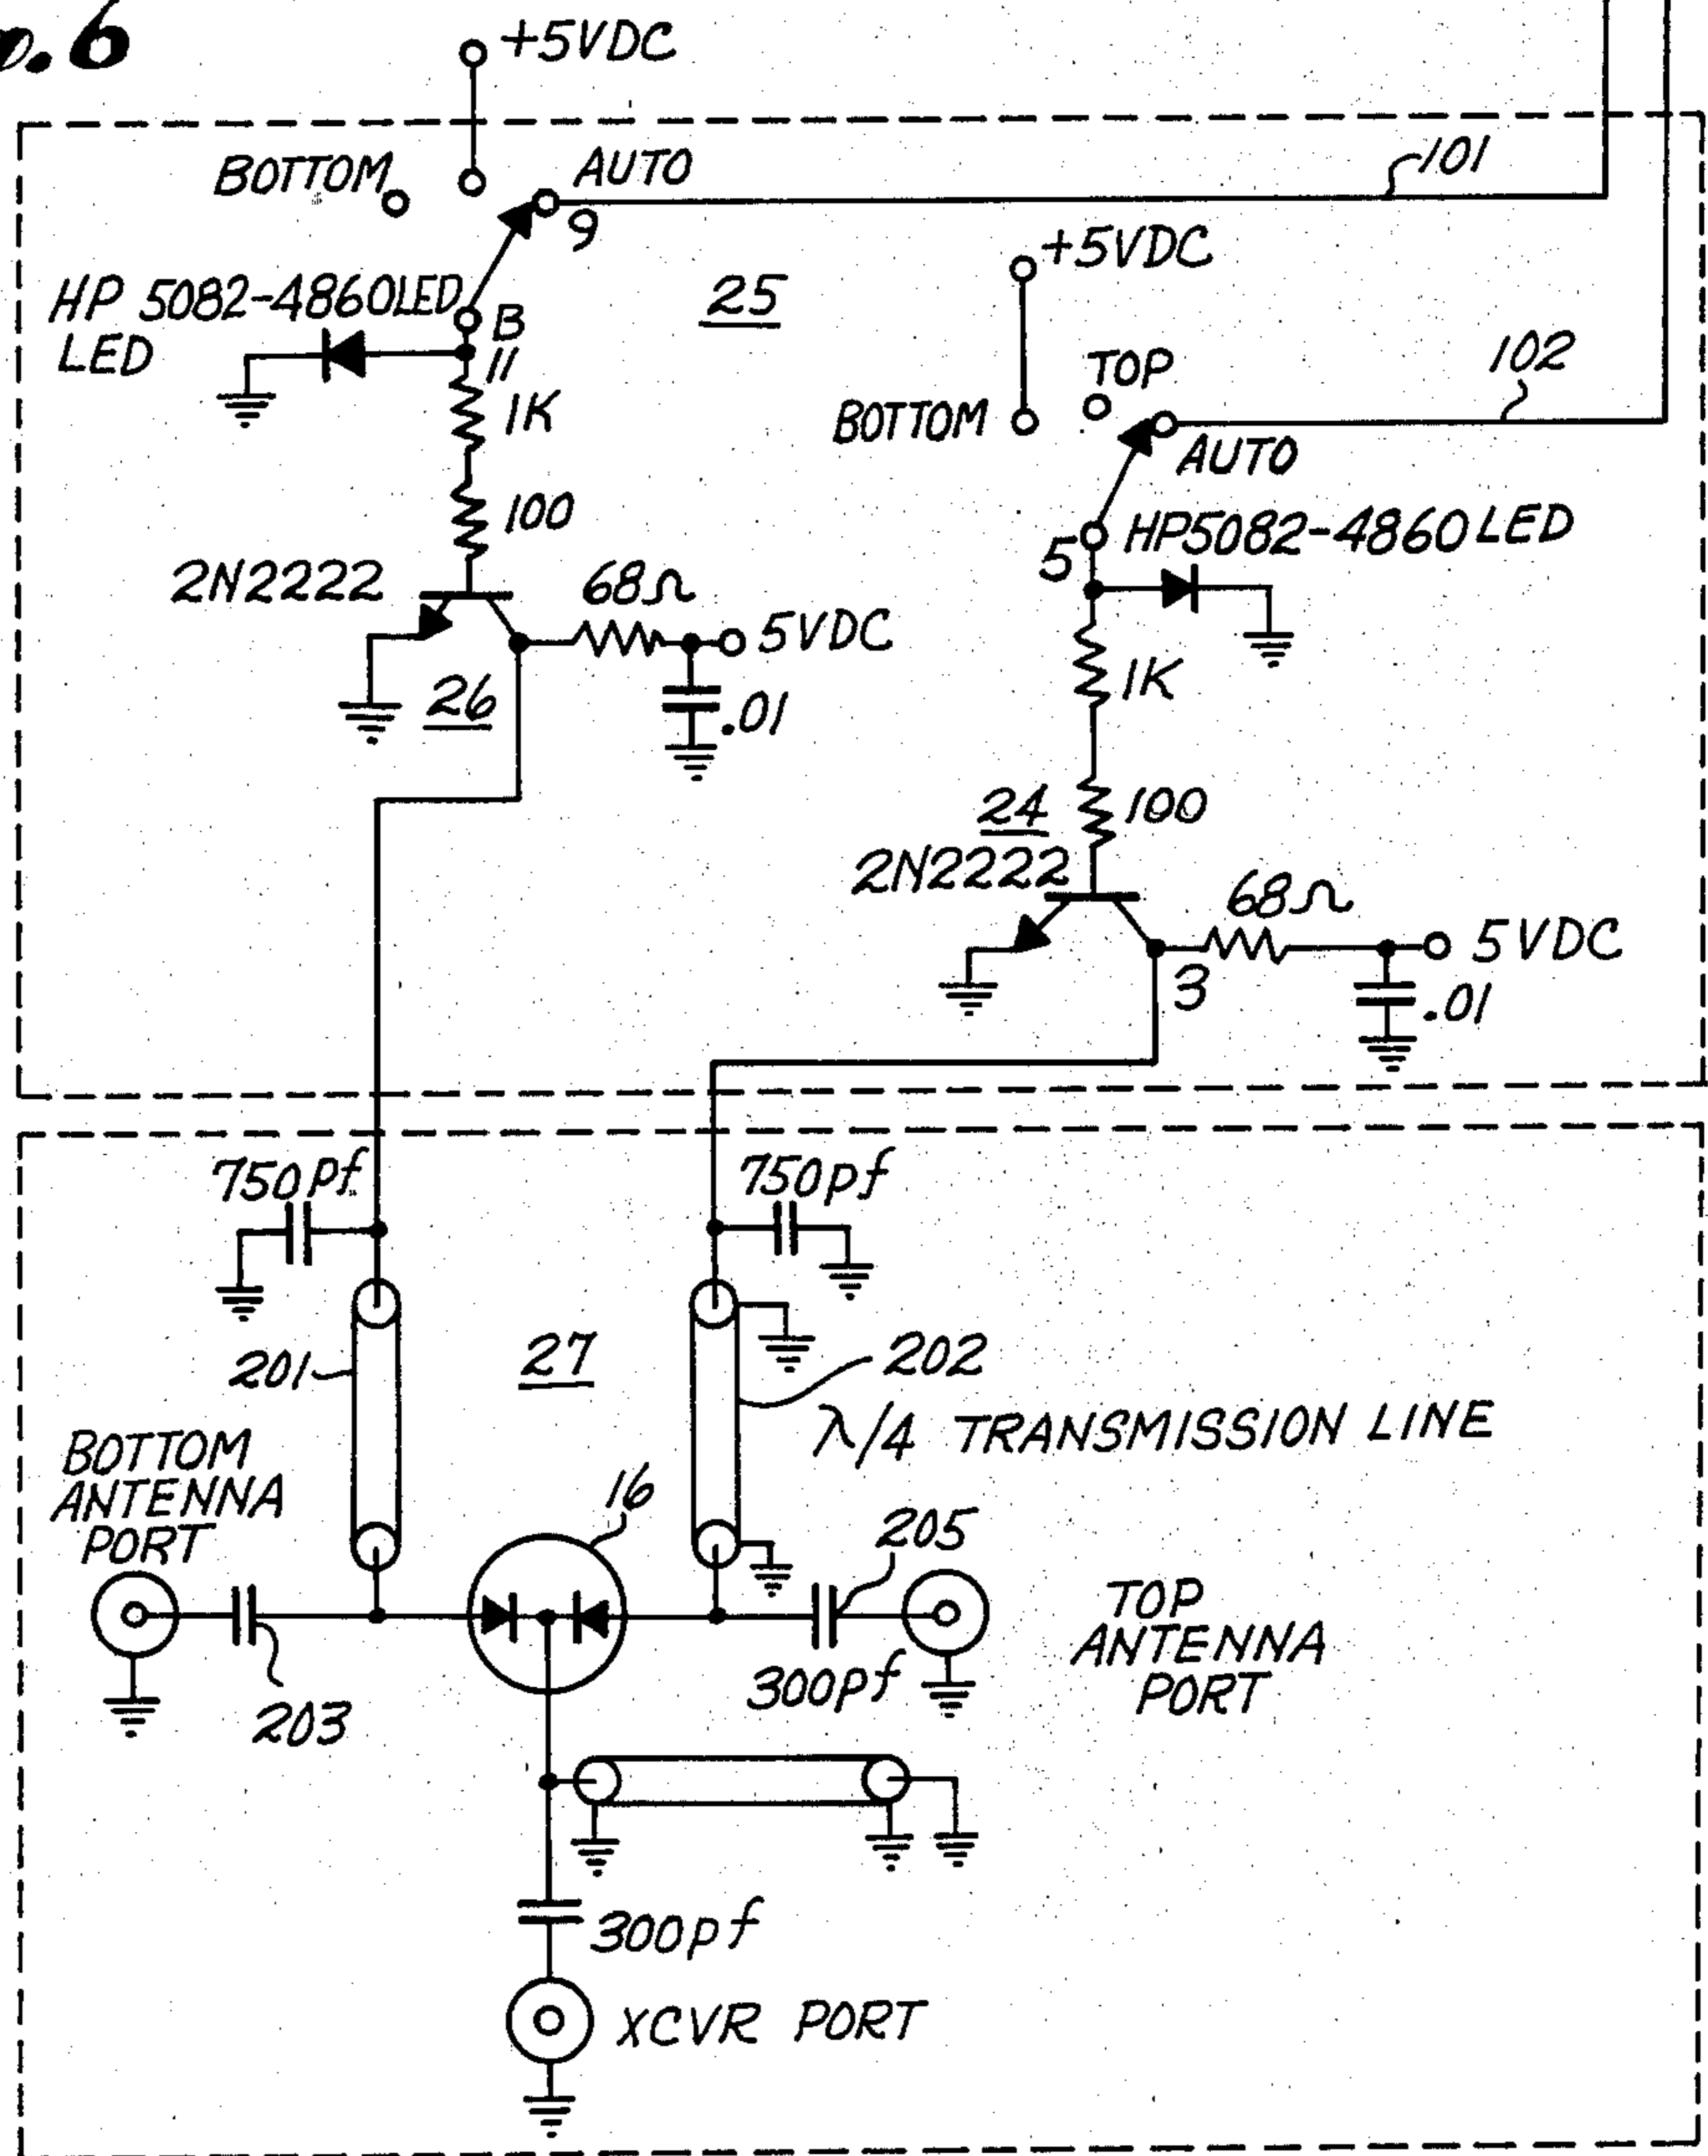 .6
+5VDC
BOTTOM
AUTO
9
101
HP 5082-4860LED
LED
B
11
25
+5VDC
TOP
BOTTOM
102
AUTO
1K
100
5
HP5082-4860 LED
2N2222
68Ω
5VDC
.01
26
1K
24
100
2N2222
68Ω
5VDC
3
.01
750pf
750pf
201
27
202
λ/4 TRANSMISSION LINE
BOTTOM
ANTENNA
PORT
16
205
203
300pf
TOP
ANTENNA
PORT
300pf
XCVR PORT